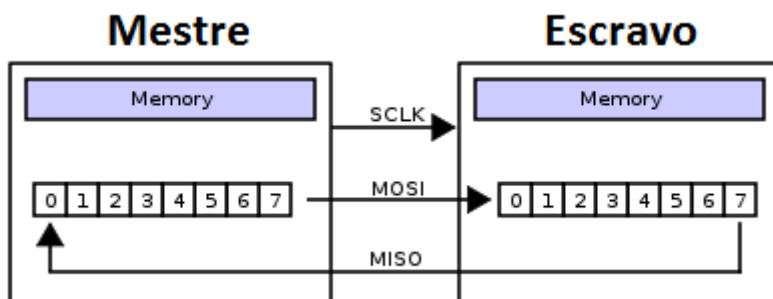 Mestre Escravo
Memory Memory
SCLK
0 1 2 3 4 5 6 7 MOSI 0 1 2 3 4 5 6 7
MISO